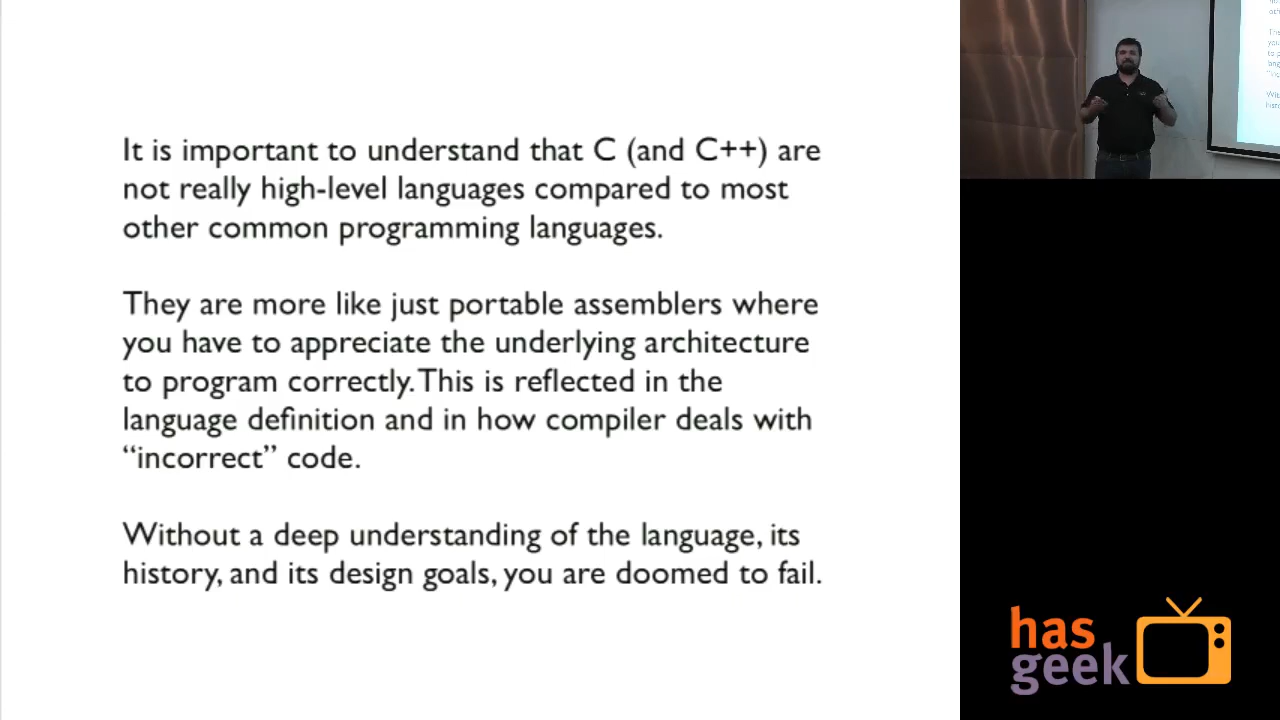 It is important to understand that C (and C++) are
not really high-level languages compared to most
other common programming languages.
They are more like just portable assemblers where
you have to appreciate the underlying architecture
to program correctly. This is reflected in the
language definition and in how compiler deals with
“incorrect” code.
Without a deep understanding of the language, its
history, and its design goals, you are doomed to fail.
has
geek